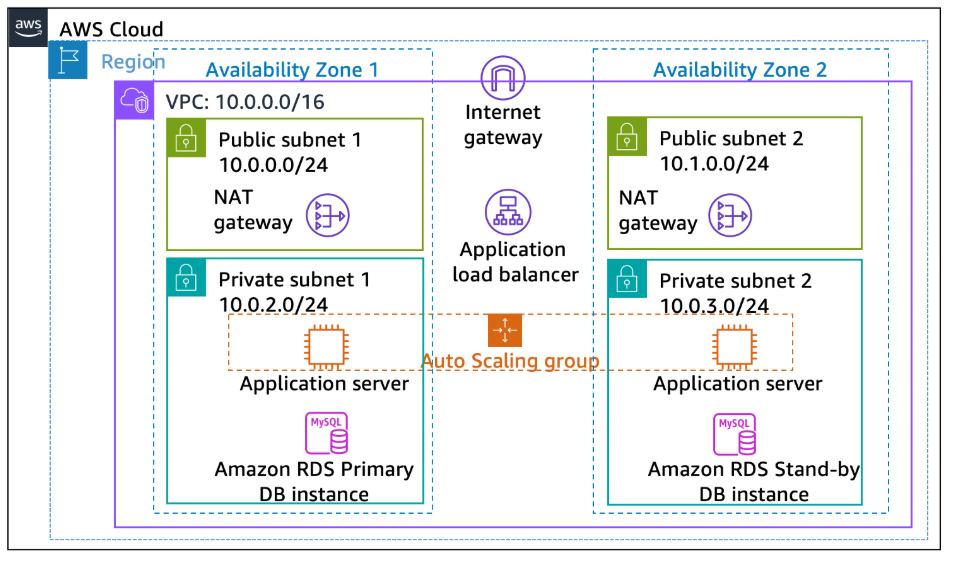 aws
AWS Cloud
Region
Availability Zone 1
Availability Zone 2
VPC: 10.0.0.0/16
Internet
gateway
Public subnet 1
10.0.0.0/24
NAT
gateway
Public subnet 2
10.1.0.0/24
NAT
gateway
Application
load balancer
Private subnet 1
10.0.2.0/24
Private subnet 2
10.0.3.0/24
Auto Scaling group
Application server
Application server
MySQL
Amazon RDS Primary
DB instance
MySQL
Amazon RDS Stand-by
DB instance